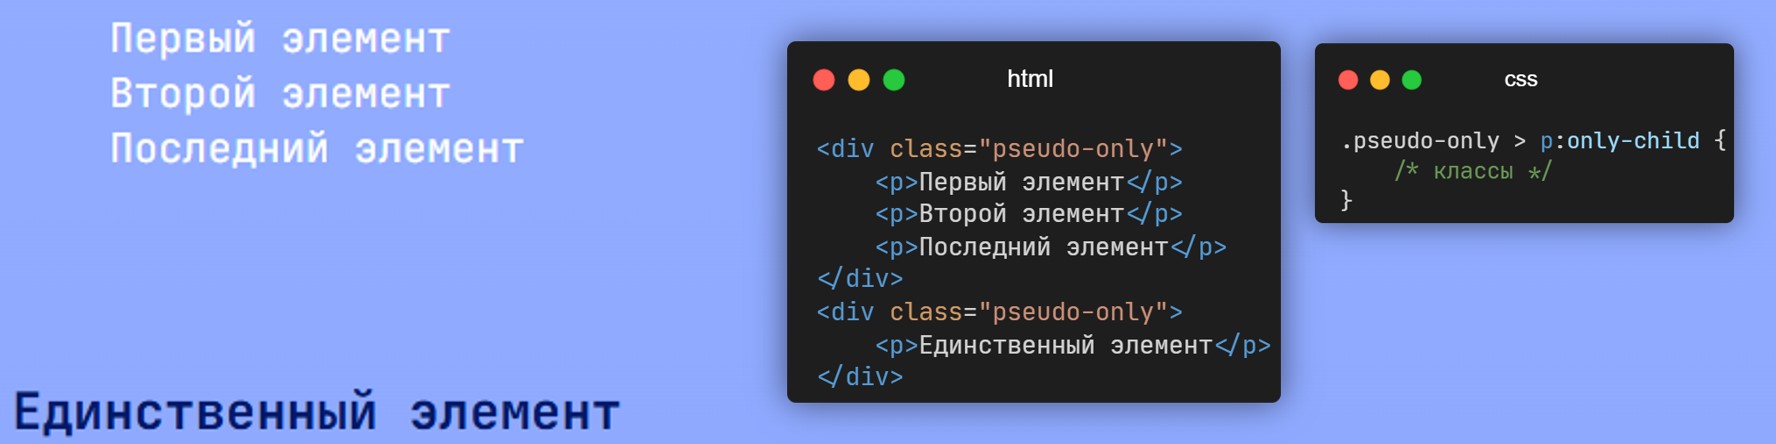 Первый элемент
Второй элемент
Последний элемент
Единственный элемент
html
<div class="pseudo-only">
    <p>Первый элемент</p>
    <p>Второй элемент</p>
    <p>Последний элемент</p>
</div>
<div class="pseudo-only">
    <p>Единственный элемент</p>
</div>
css
.pseudo-only > p:only-child {
    /* классы */
}